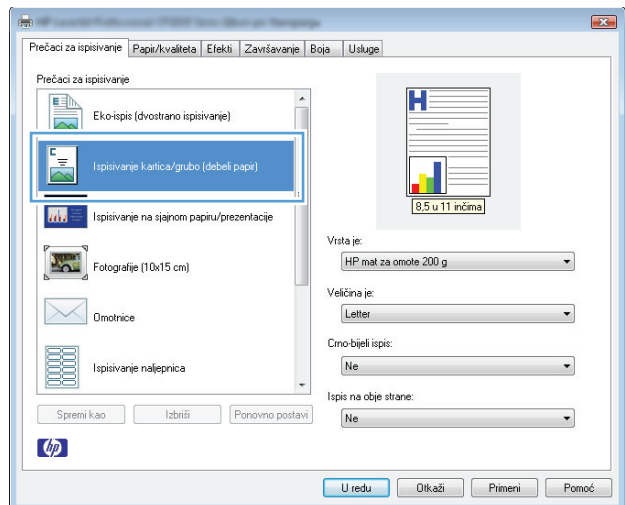 Prečaci za ispisivanje
Papir/kvaliteta
Efekti
Završavanje
Boja
Usluge
Prečaci za ispisivanje
Eko-ispis (dvostrano ispisivanje)
Ispisivanje kartica/grubo (debeli papir)
Ispisivanje na sjajnom papiru/prezentacije
Fotografije (10x15 cm)
Omotnice
Ispisivanje naljepnica
Spremi kao
Izbriši
Ponovno postavi
hp
8,5 u 11 inčima
Vrsta je:
HP mat za omote 200 g
Veličina je:
Letter
Crno-bijeli ispis:
Ne
Ispis na obje strane:
Ne
U redu
Otkaži
Primeni
Pomoć